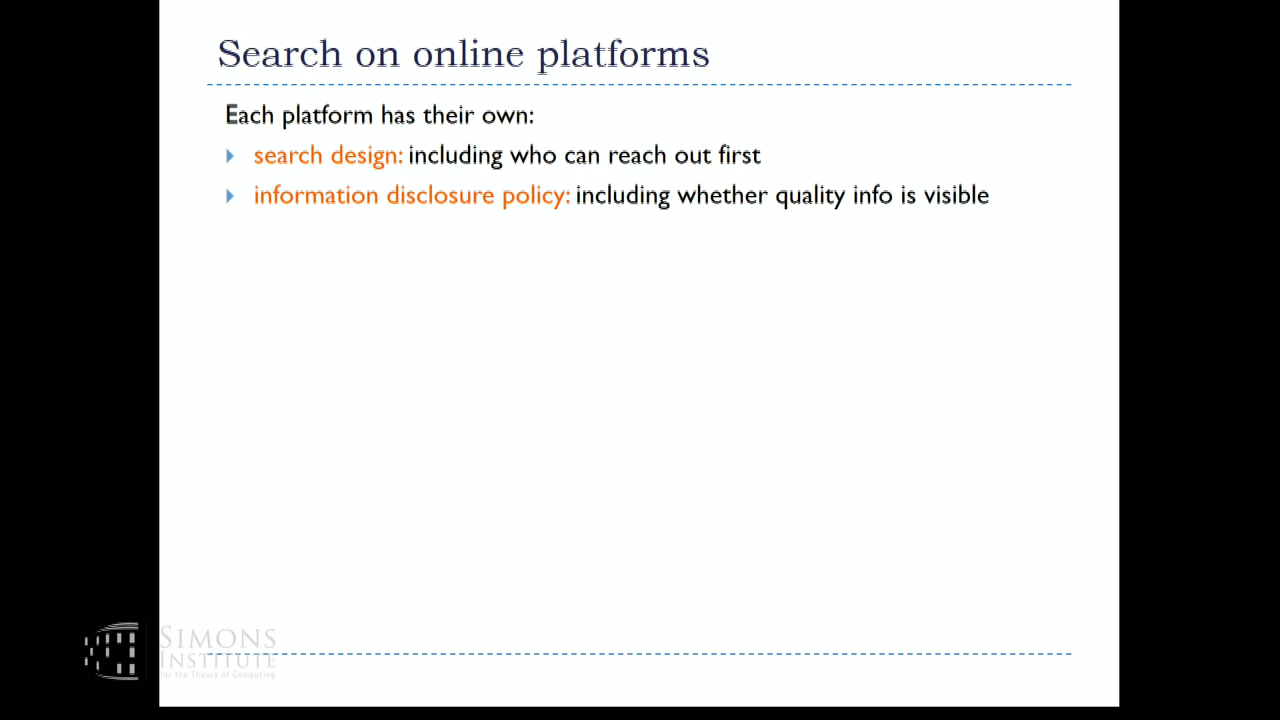 Search on online platforms
Each platform has their own:
search design: including who can reach out first
information disclosure policy: including whether quality info is visible
SIMONS
INSTITUTE
for the Theory of Computing